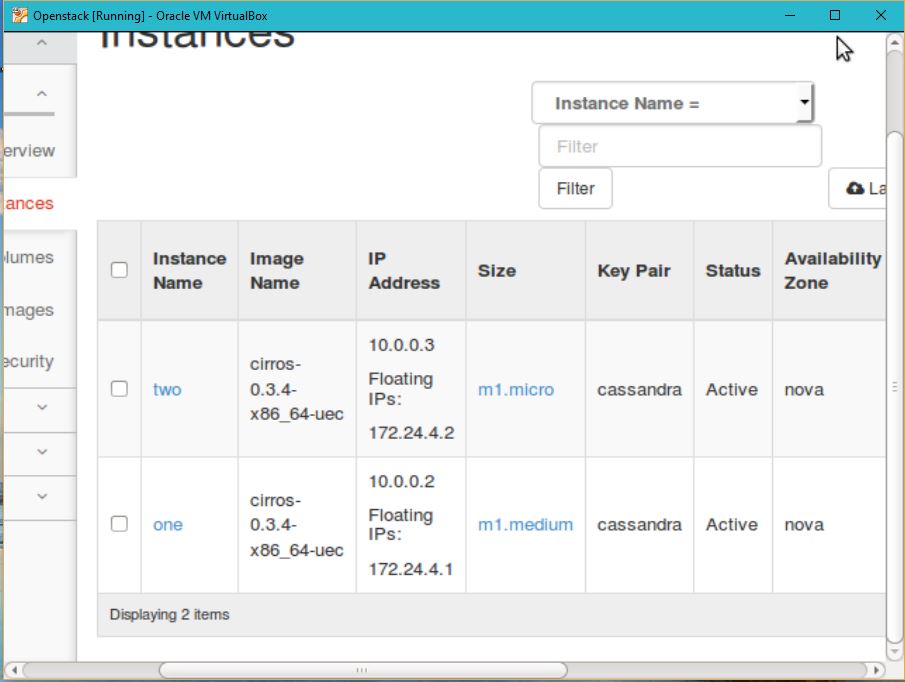 Openstack [Running] - Oracle VM VirtualBox
Instances
Instance Name =
erview
Filter
ances
Filter
La
lumes
Instance Name
Image Name
IP Address
Size
Key Pair
Status
Availability Zone
mages
ecurity
two
cirros-
0.3.4-
x86_64-uec
10.0.0.3
Floating
IPs:
172.24.4.2
m1.micro
cassandra
Active
nova
one
cirros-
0.3.4-
x86_64-uec
10.0.0.2
Floating
IPs:
172.24.4.1
m1.medium
cassandra
Active
nova
Displaying 2 items